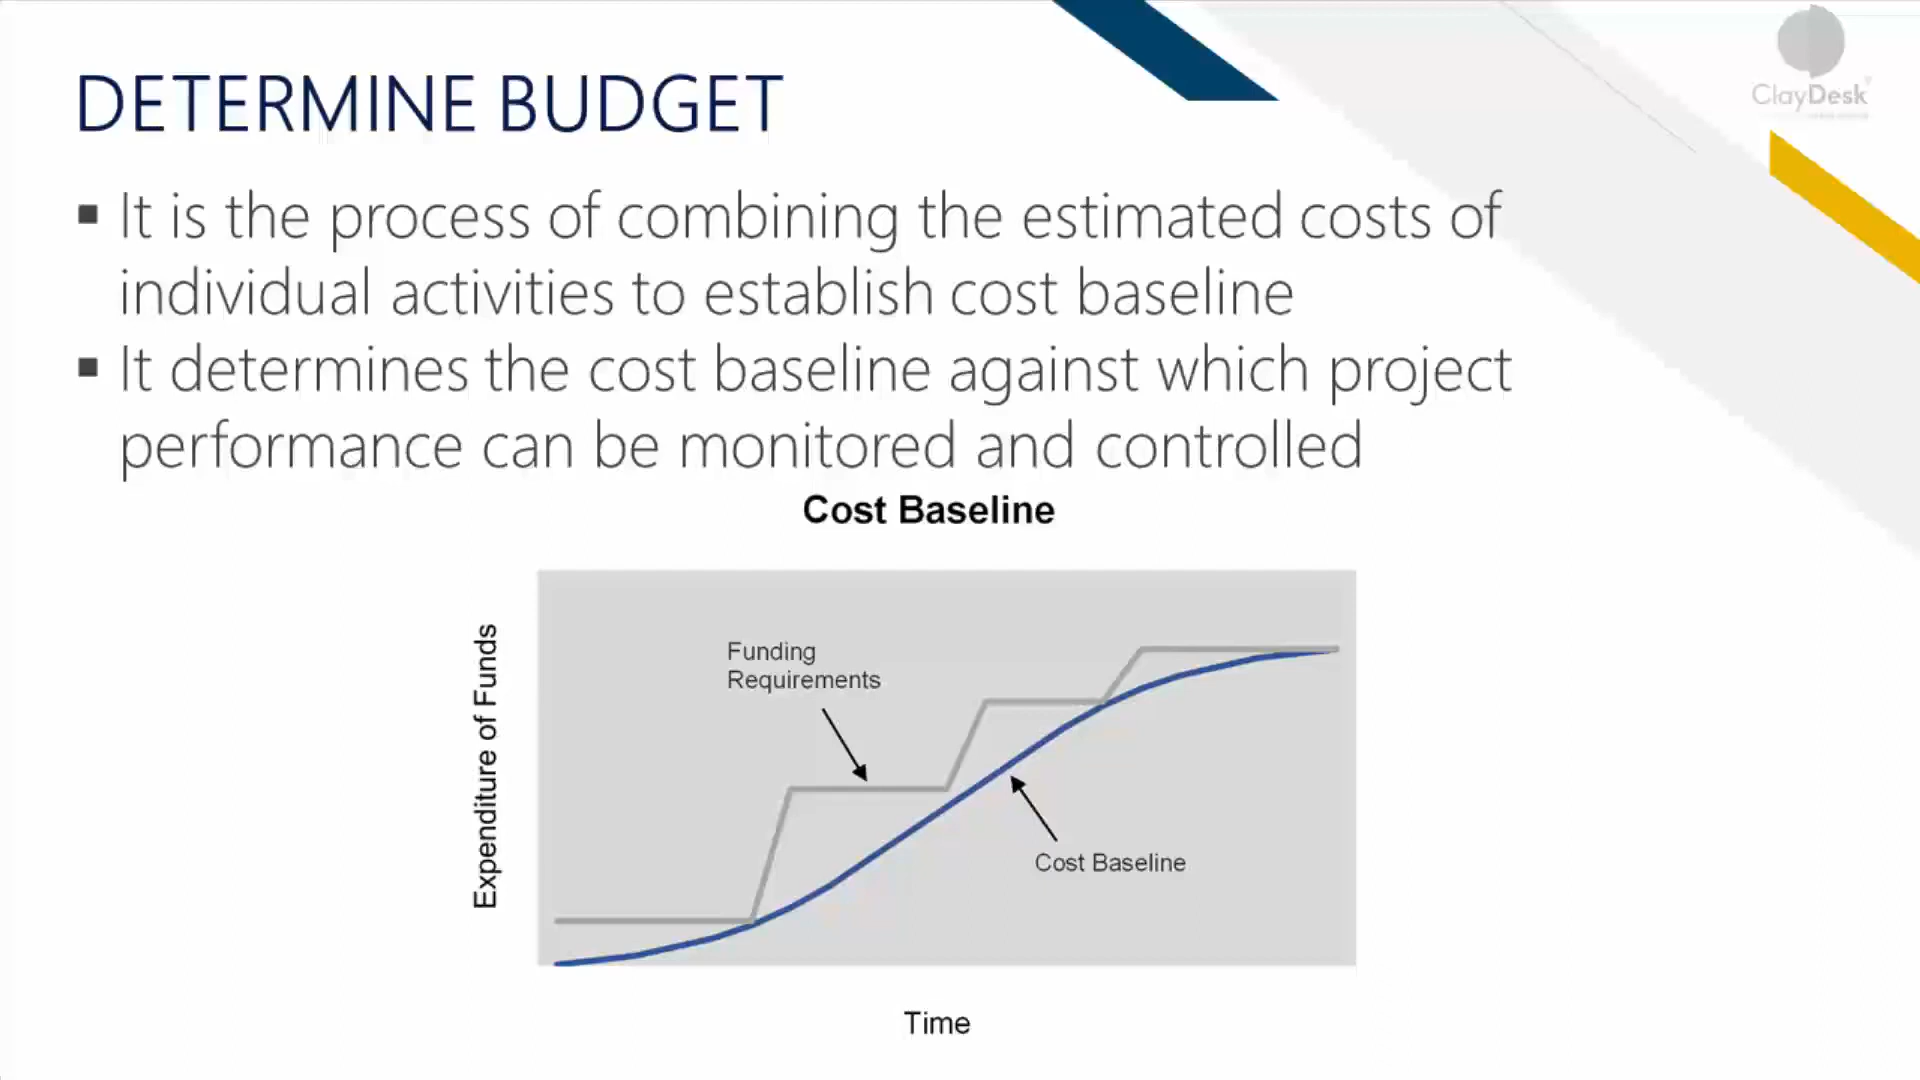 ClayDesk
DETERMINE BUDGET
▪ It is the process of combining the estimated costs of
individual activities to establish cost baseline
▪ It determines the cost baseline against which project
performance can be monitored and controlled
Cost Baseline
Expenditure of Funds
Funding
Requirements
Cost Baseline
Time